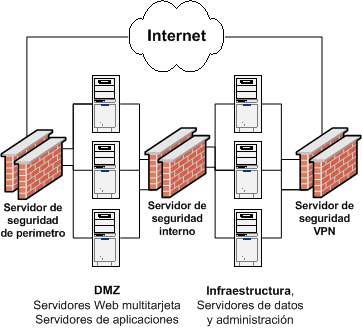 Internet
Servidor de
seguridad
de perímetro
Servidor de
seguridad
interno
Servidor de
seguridad
VPN
DMZ
Servidores Web multitarjeta
Servidores de aplicaciones
Infraestructura,
Servidores de datos
y administración